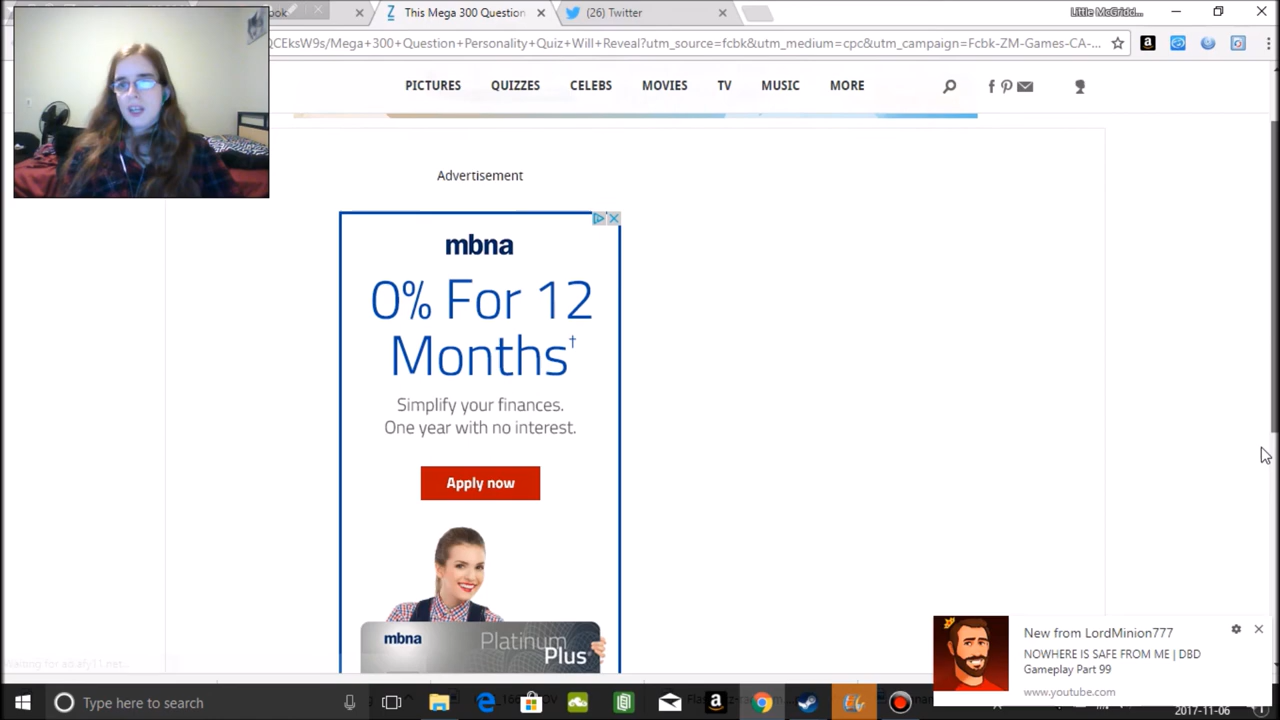 ook
This Mega 300 Question
(26) Twitter
Little McGridd...
QCEksW9s/Mega+300+Question+Personality+Quiz+Will+Reveal?utm_source=fcbk&utm_medium=cpc&utm_campaign=Fcbk-ZM-Games-CA-...
PICTURES QUIZZES CELEBS MOVIES TV MUSIC MORE
Advertisement
mbna
0% For 12
Months†
Simplify your finances.
One year with no interest.
Apply now
mbna
Platinum
Plus
New from LordMinion777
NOWHERE IS SAFE FROM ME | DBD
Gameplay Part 99
www.youtube.com
Type here to search
2017-11-06